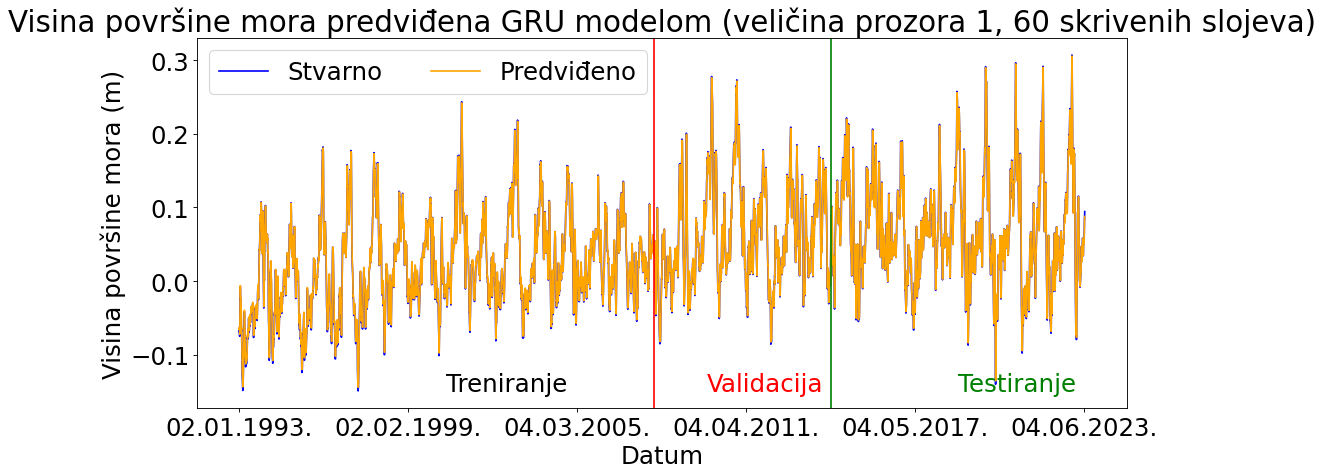 Visina površine mora predviđena GRU modelom (veličina prozora 1, 60 skrivenih slojeva)
Stvarno
Predviđeno
Visina površine mora (m)
0.3
0.2
0.1
0.0
−0.1
Treniranje
Validacija
Testiranje
02.01.1993.
02.02.1999.
04.03.2005.
04.04.2011.
04.05.2017.
04.06.2023.
Datum